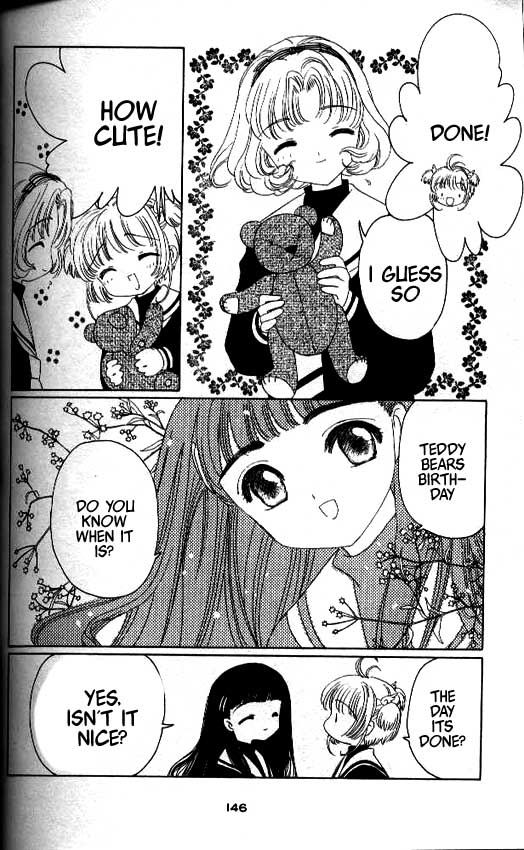 DONE!
I GUESS
SO
HOW
CUTE!
TEDDY
BEARS
BIRTH-
DAY
DO YOU
KNOW
WHEN IT
IS?
THE
DAY
ITS
DONE?
YES.
ISN'T IT
NICE?
146